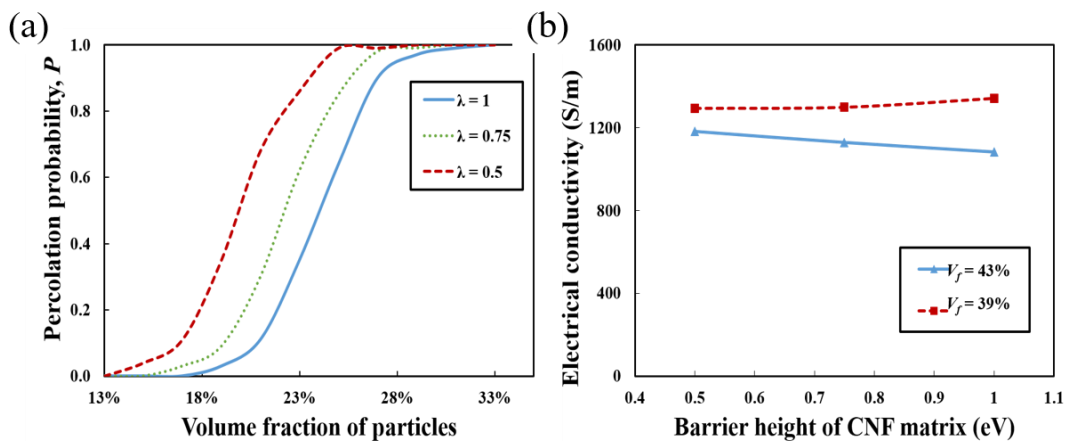 (a)
1.0
0.8
0.6
0.4
0.2
0.0
Percolation probability, P
λ = 1
λ = 0.75
λ = 0.5
13%
18%
23%
28%
33%
Volume fraction of particles
(b)
1600
1200
800
400
0
Electrical conductivity (S/m)
V_f = 43%
V_f = 39%
0.4
0.5
0.6
0.7
0.8
0.9
1
1.1
Barrier height of CNF matrix (eV)